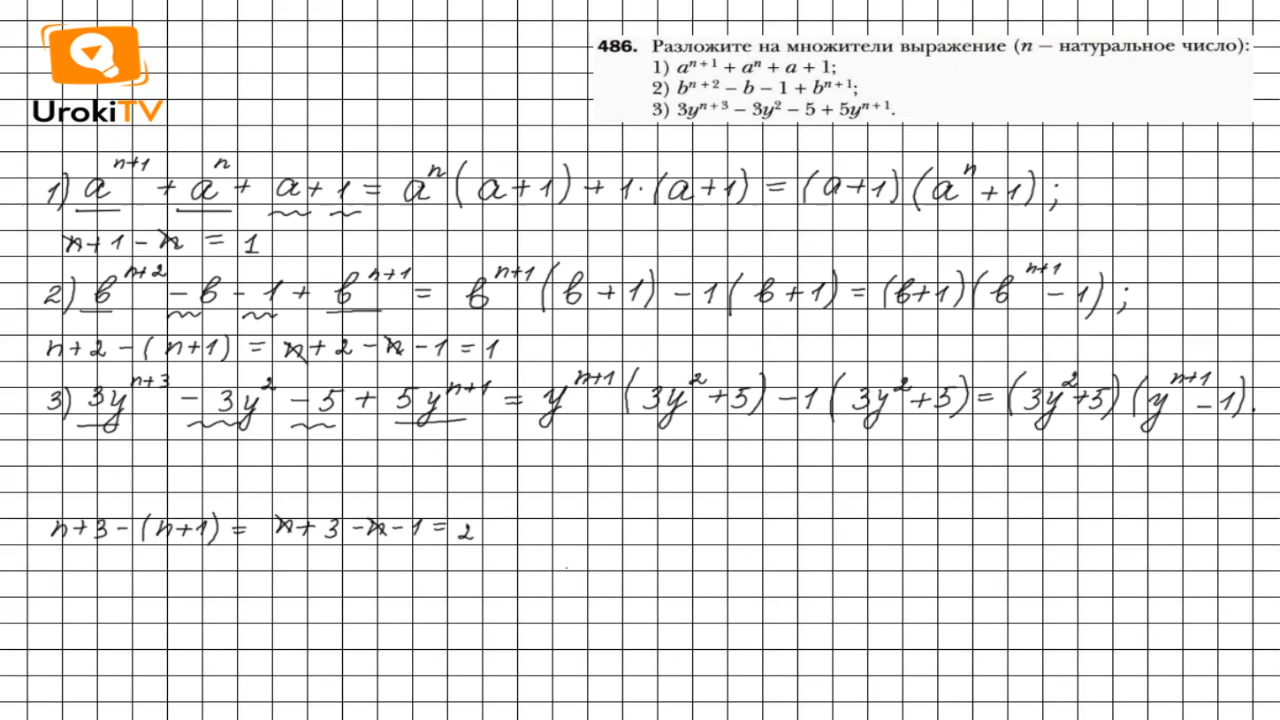 UrokiTV
486. Разложите на множители выражение (n — натуральное число):
1) aⁿ⁺¹ + aⁿ + a + 1;
2) bⁿ⁺² − b − 1 + bⁿ⁺¹;
3) 3yⁿ⁺³ − 3y² − 5 + 5yⁿ⁺¹.
1) aⁿ⁺¹ + aⁿ + a + 1 = aⁿ (a + 1) + 1 · (a + 1) = (a + 1) (aⁿ + 1) ;
n + 1 − n = 1
2) bⁿ⁺² − b − 1 + bⁿ⁺¹ = bⁿ⁺¹ (b + 1) − 1 (b + 1) = (b + 1) (bⁿ⁺¹ − 1) ;
n + 2 − (n + 1) = n + 2 − n − 1 = 1
3) 3yⁿ⁺³ − 3y² − 5 + 5yⁿ⁺¹ = yⁿ⁺¹ (3y² + 5) − 1 (3y² + 5) = (3y² + 5) (yⁿ⁺¹ − 1).
n + 3 − (n + 1) = n + 3 − n − 1 = 2